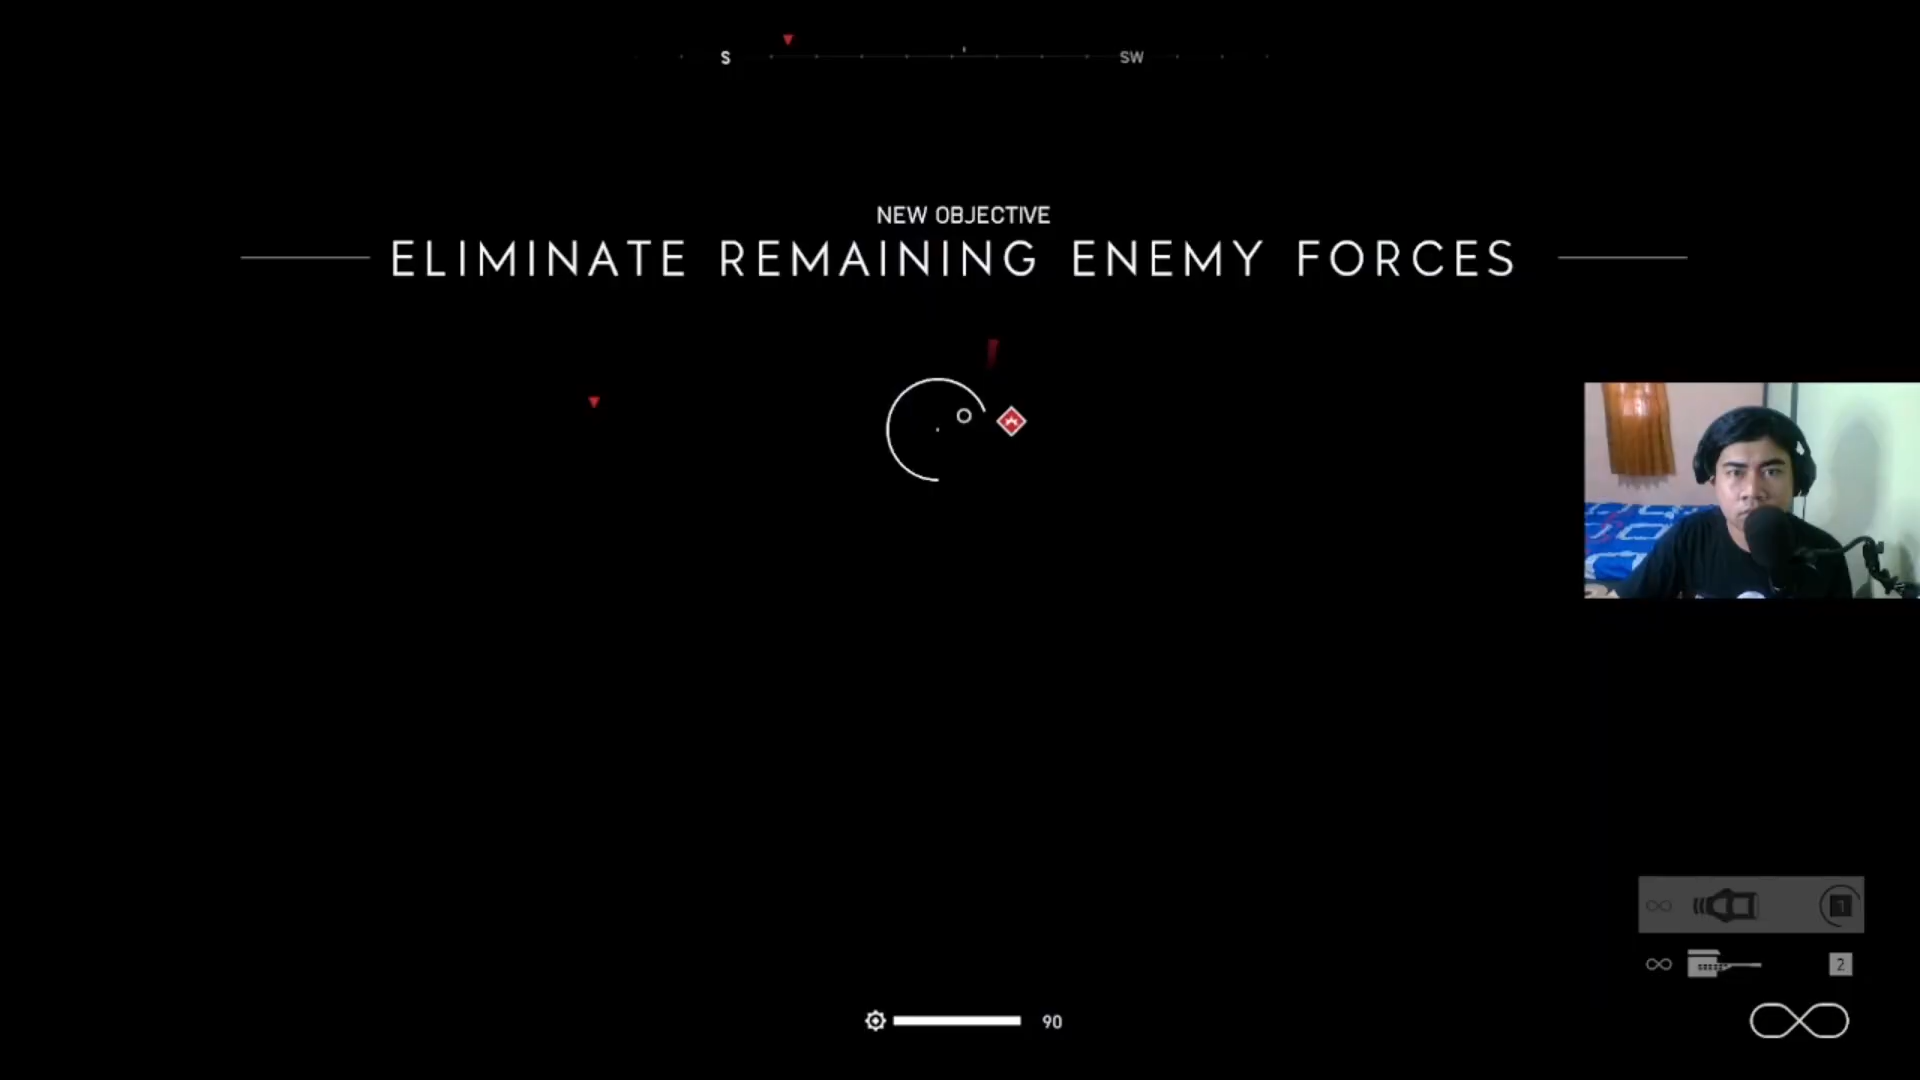 S
SW
NEW OBJECTIVE
ELIMINATE REMAINING ENEMY FORCES
1
2
90